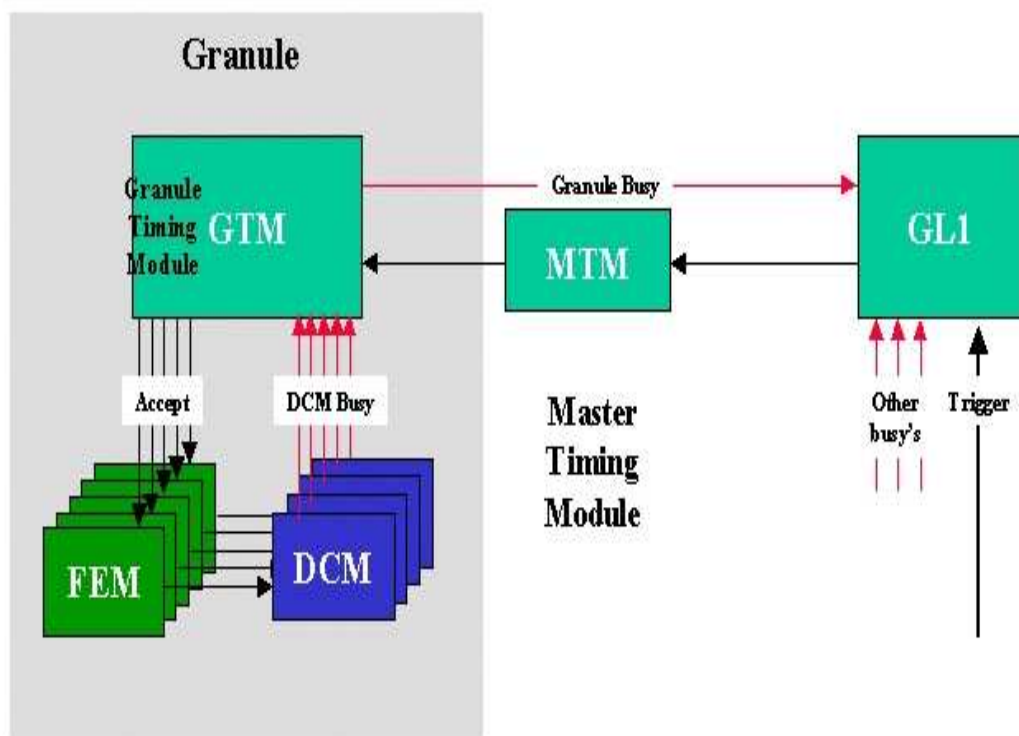 Granule
Granule
Timing
Module
GTM
Granule Busy
MTM
GL1
Accept
DCM Busy
Master
Timing
Module
Other
busy's
Trigger
FEM
DCM